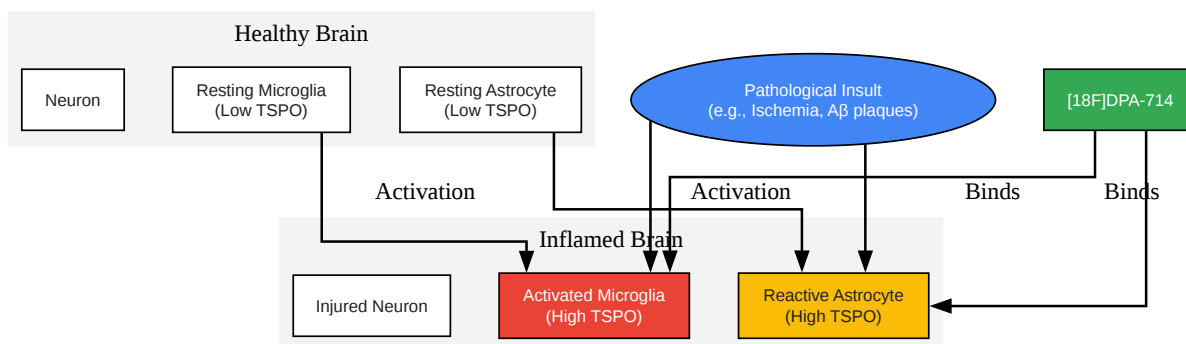 Healthy Brain
Neuron
Resting Microglia
(Low TSPO)
Resting Astrocyte
(Low TSPO)
Pathological Insult
(e.g., Ischemia, Aβ plaques)
[18F]DPA-714
Activation
Activation
Binds
Binds
Inflamed Brain
Injured Neuron
Activated Microglia
(High TSPO)
Reactive Astrocyte
(High TSPO)